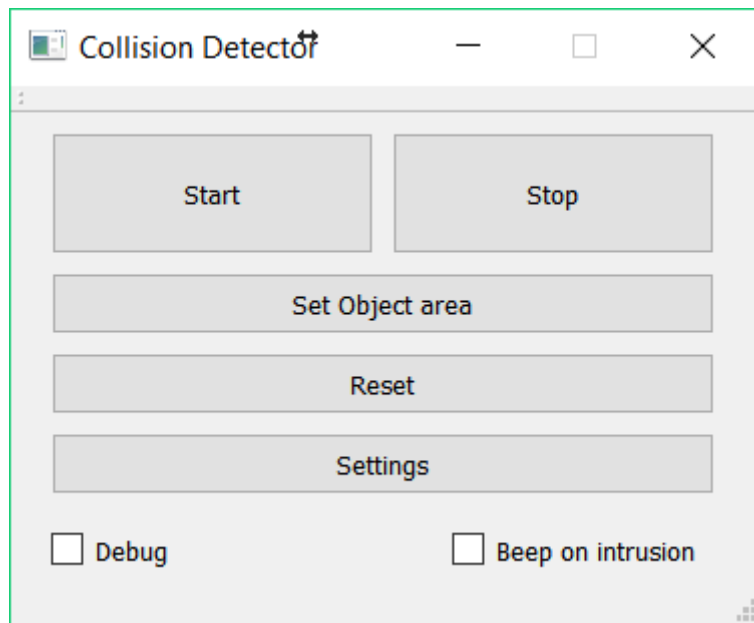 Collision Detector
Start
Stop
Set Object area
Reset
Settings
Debug
Beep on intrusion